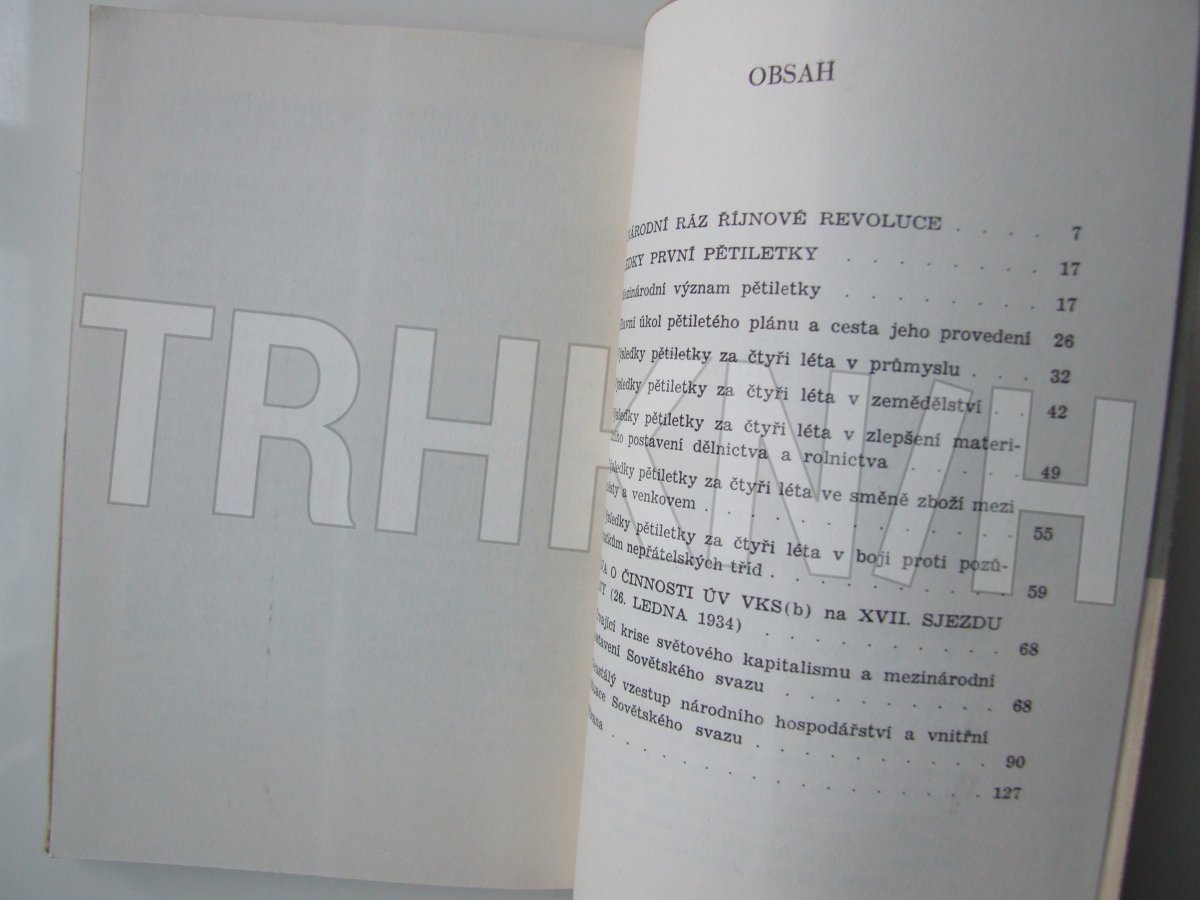 OBSAH
NÁRODNÍ RÁZ ŘÍJNOVÉ REVOLUCE . . . . 7
PRVNÍ PĚTILETKY . . . . . . . . 17
význam pětiletky . . . . . . . . 17
úkol pětiletého plánu a cesta jeho provedení 26
pětiletky za čtyři léta v průmyslu . . . 32
pětiletky za čtyři léta v zemědělství . . 42
pětiletky za čtyři léta v zlepšení materi-
postavení dělnictva a rolnictva . . . . . 49
pětiletky za čtyři léta ve směně zboží mezi
a venkovem . . . . . . . . . . . 55
pětiletky za čtyři léta v boji proti pozů-
nepřátelských tříd . . . . . . . . . 59
O ČINNOSTI ÚV VKS(b) na XVII. SJEZDU
(26. LEDNA 1934) . . . . . . . . 68
krise světového kapitalismu a mezinárodní
Sovětského svazu . . . . . . . . 68
vzestup národního hospodářství a vnitřní
Sovětského svazu . . . . . . . . 90
. . . . . . . . . . . . 127
TRHKNIH